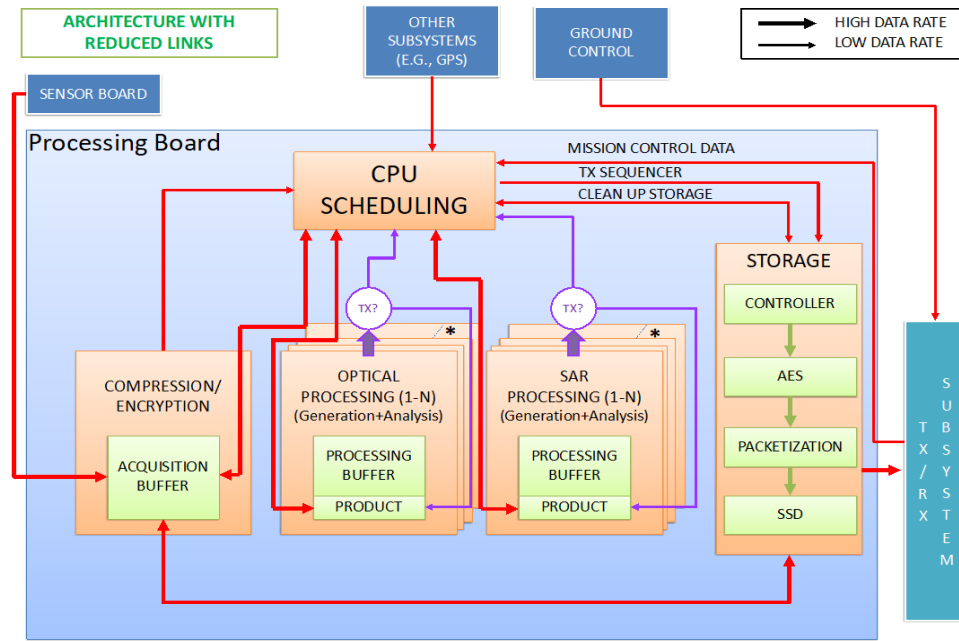 ARCHITECTURE WITH
REDUCED LINKS
OTHER
SUBSYSTEMS
(E.G., GPS)
GROUND
CONTROL
HIGH DATA RATE
LOW DATA RATE
SENSOR BOARD
Processing Board
CPU
SCHEDULING
MISSION CONTROL DATA
TX SEQUENCER
CLEAN UP STORAGE
STORAGE
CONTROLLER
AES
PACKETIZATION
SSD
TX?
TX?
*
*
COMPRESSION/
ENCRYPTION
ACQUISITION
BUFFER
OPTICAL
PROCESSING (1-N)
(Generation+Analysis)
PROCESSING
BUFFER
PRODUCT
SAR
PROCESSING (1-N)
(Generation+Analysis)
PROCESSING
BUFFER
PRODUCT
TX/RX
SUBSYSTEM